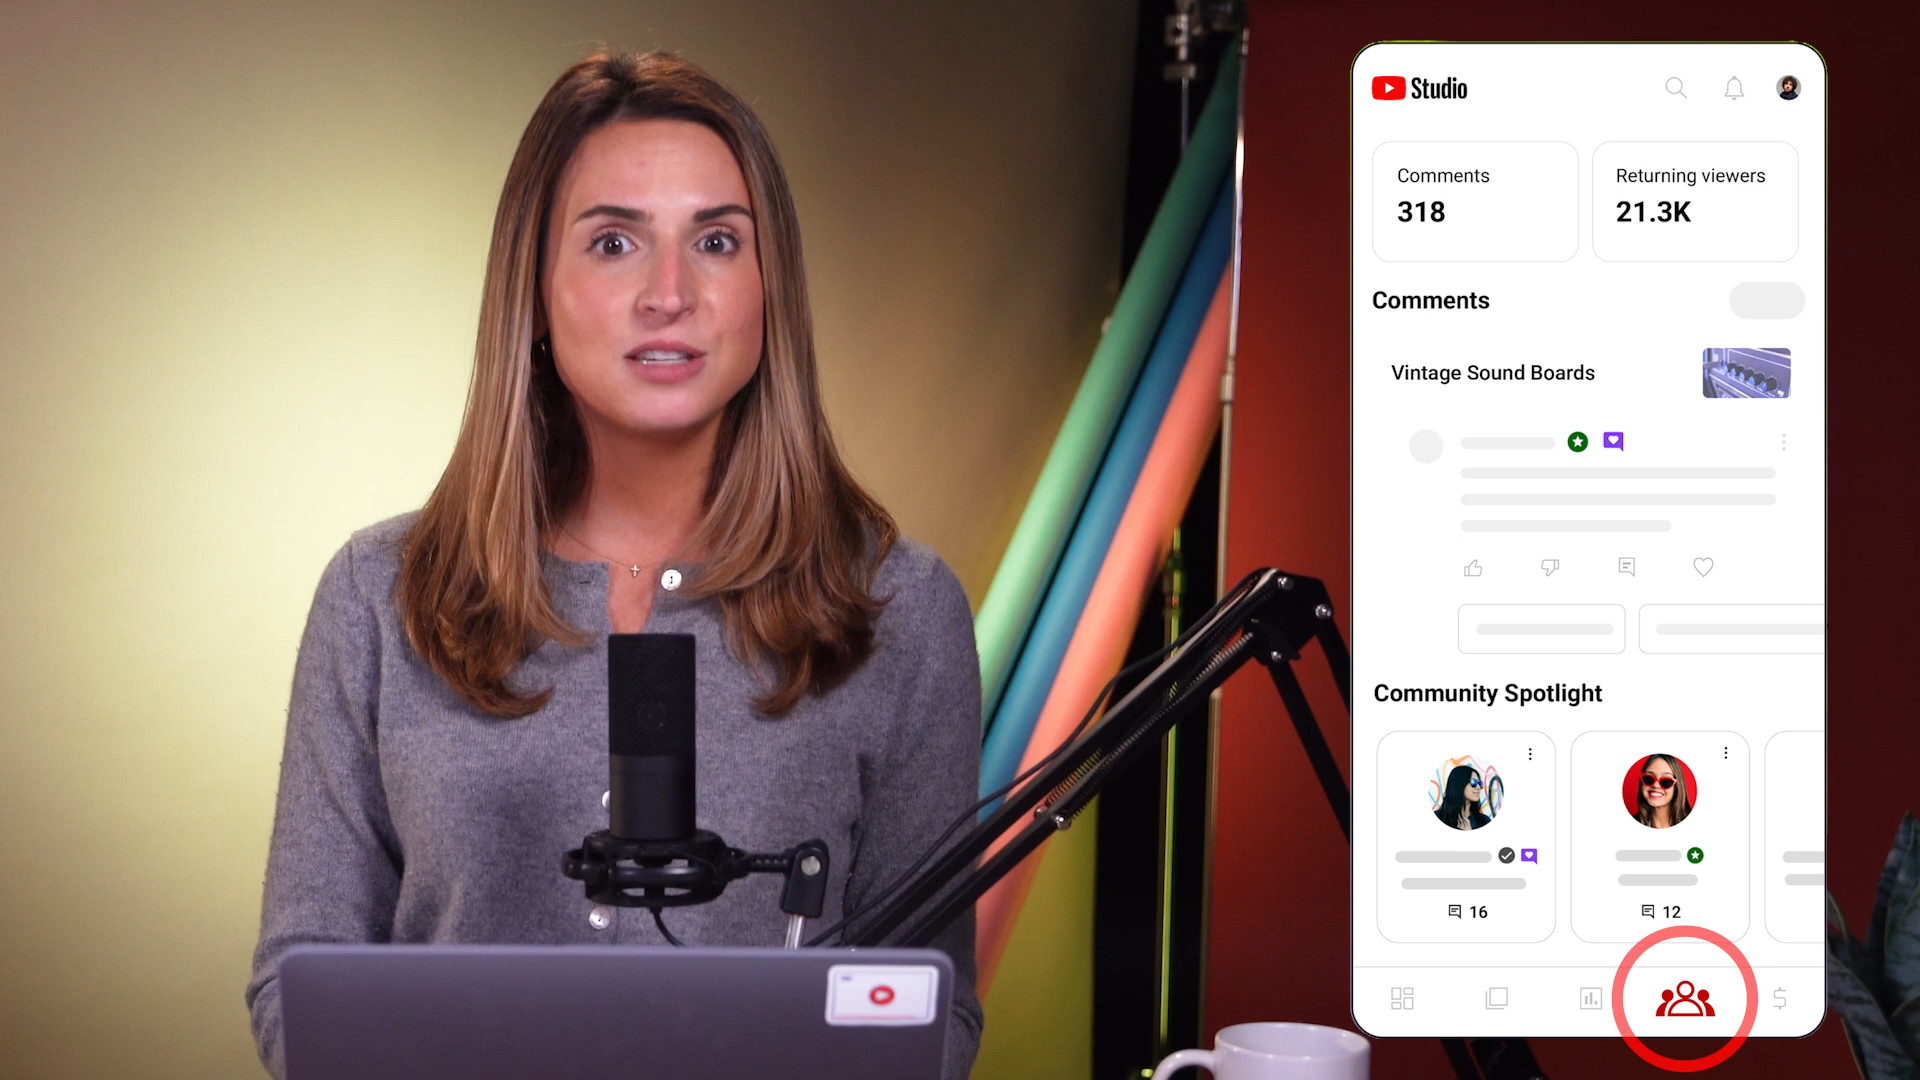 Studio
Comments
318
Returning viewers
21.3K
Comments
Vintage Sound Boards
Community Spotlight
16
12